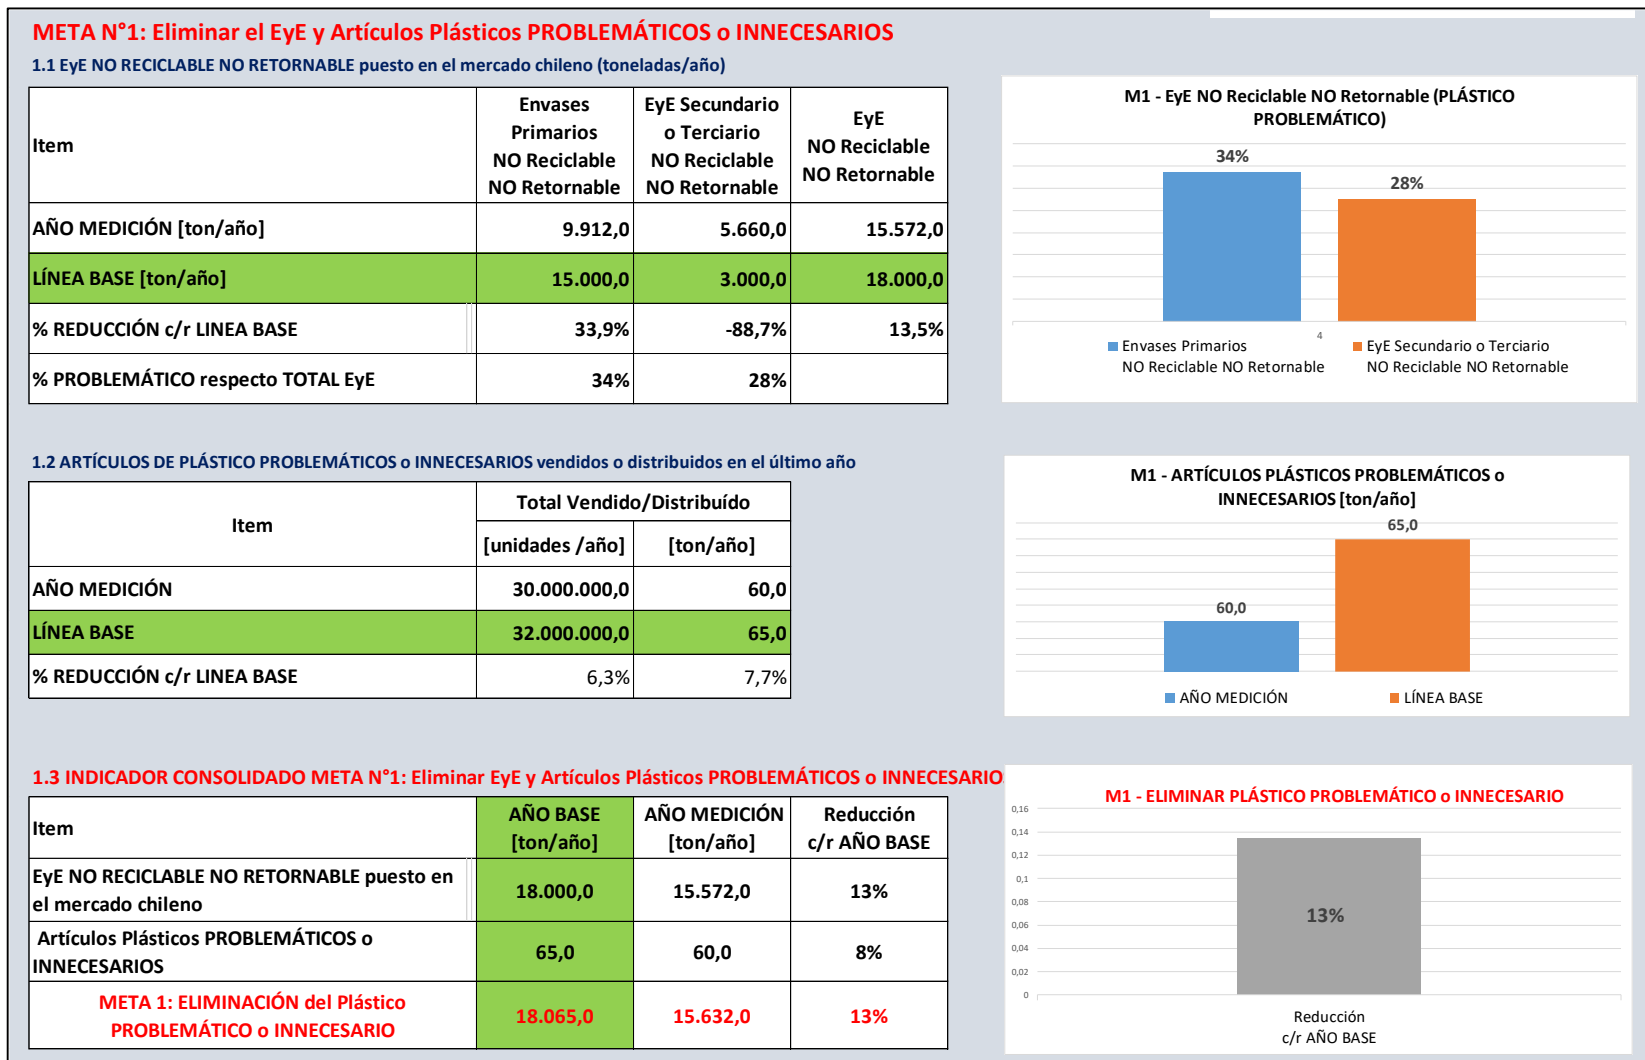 META N°1: Eliminar el EyE y Artículos Plásticos PROBLEMÁTICOS o INNECESARIOS
1.1 EyE NO RECICLABLE NO RETORNABLE puesto en el mercado chileno (toneladas/año)
Item
Envases
Primarios
NO Reciclable
NO Retornable
EyE Secundario
o Terciario
NO Reciclable
NO Retornable
EyE
NO Reciclable
NO Retornable
AÑO MEDICIÓN [ton/año] 9.912,0 5.660,0 15.572,0
LÍNEA BASE [ton/año] 15.000,0 3.000,0 18.000,0
% REDUCCIÓN c/r LINEA BASE 33,9% -88,7% 13,5%
% PROBLEMÁTICO respecto TOTAL EyE 34% 28%
M1 - EyE NO Reciclable NO Retornable (PLÁSTICO
PROBLEMÁTICO)
34%
28%
4
Envases Primarios
NO Reciclable NO Retornable
EyE Secundario o Terciario
NO Reciclable NO Retornable
1.2 ARTÍCULOS DE PLÁSTICO PROBLEMÁTICOS o INNECESARIOS vendidos o distribuidos en el último año
Item
Total Vendido/Distribuído
[unidades /año] [ton/año]
AÑO MEDICIÓN 30.000.000,0 60,0
LÍNEA BASE 32.000.000,0 65,0
% REDUCCIÓN c/r LINEA BASE 6,3% 7,7%
M1 - ARTÍCULOS PLÁSTICOS PROBLEMÁTICOS o
INNECESARIOS [ton/año]
65,0
60,0
AÑO MEDICIÓN LÍNEA BASE
1.3 INDICADOR CONSOLIDADO META N°1: Eliminar EyE y Artículos Plásticos PROBLEMÁTICOS o INNECESARIO
Item
AÑO BASE
[ton/año]
AÑO MEDICIÓN
[ton/año]
Reducción
c/r AÑO BASE
EyE NO RECICLABLE NO RETORNABLE puesto en
el mercado chileno
18.000,0 15.572,0 13%
Artículos Plásticos PROBLEMÁTICOS o
INNECESARIOS
65,0 60,0 8%
META 1: ELIMINACIÓN del Plástico
PROBLEMÁTICO o INNECESARIO
18.065,0 15.632,0 13%
M1 - ELIMINAR PLÁSTICO PROBLEMÁTICO o INNECESARIO
0,16
0,14
0,12
0,1
0,08
0,06
0,04
0,02
0
13%
Reducción
c/r AÑO BASE